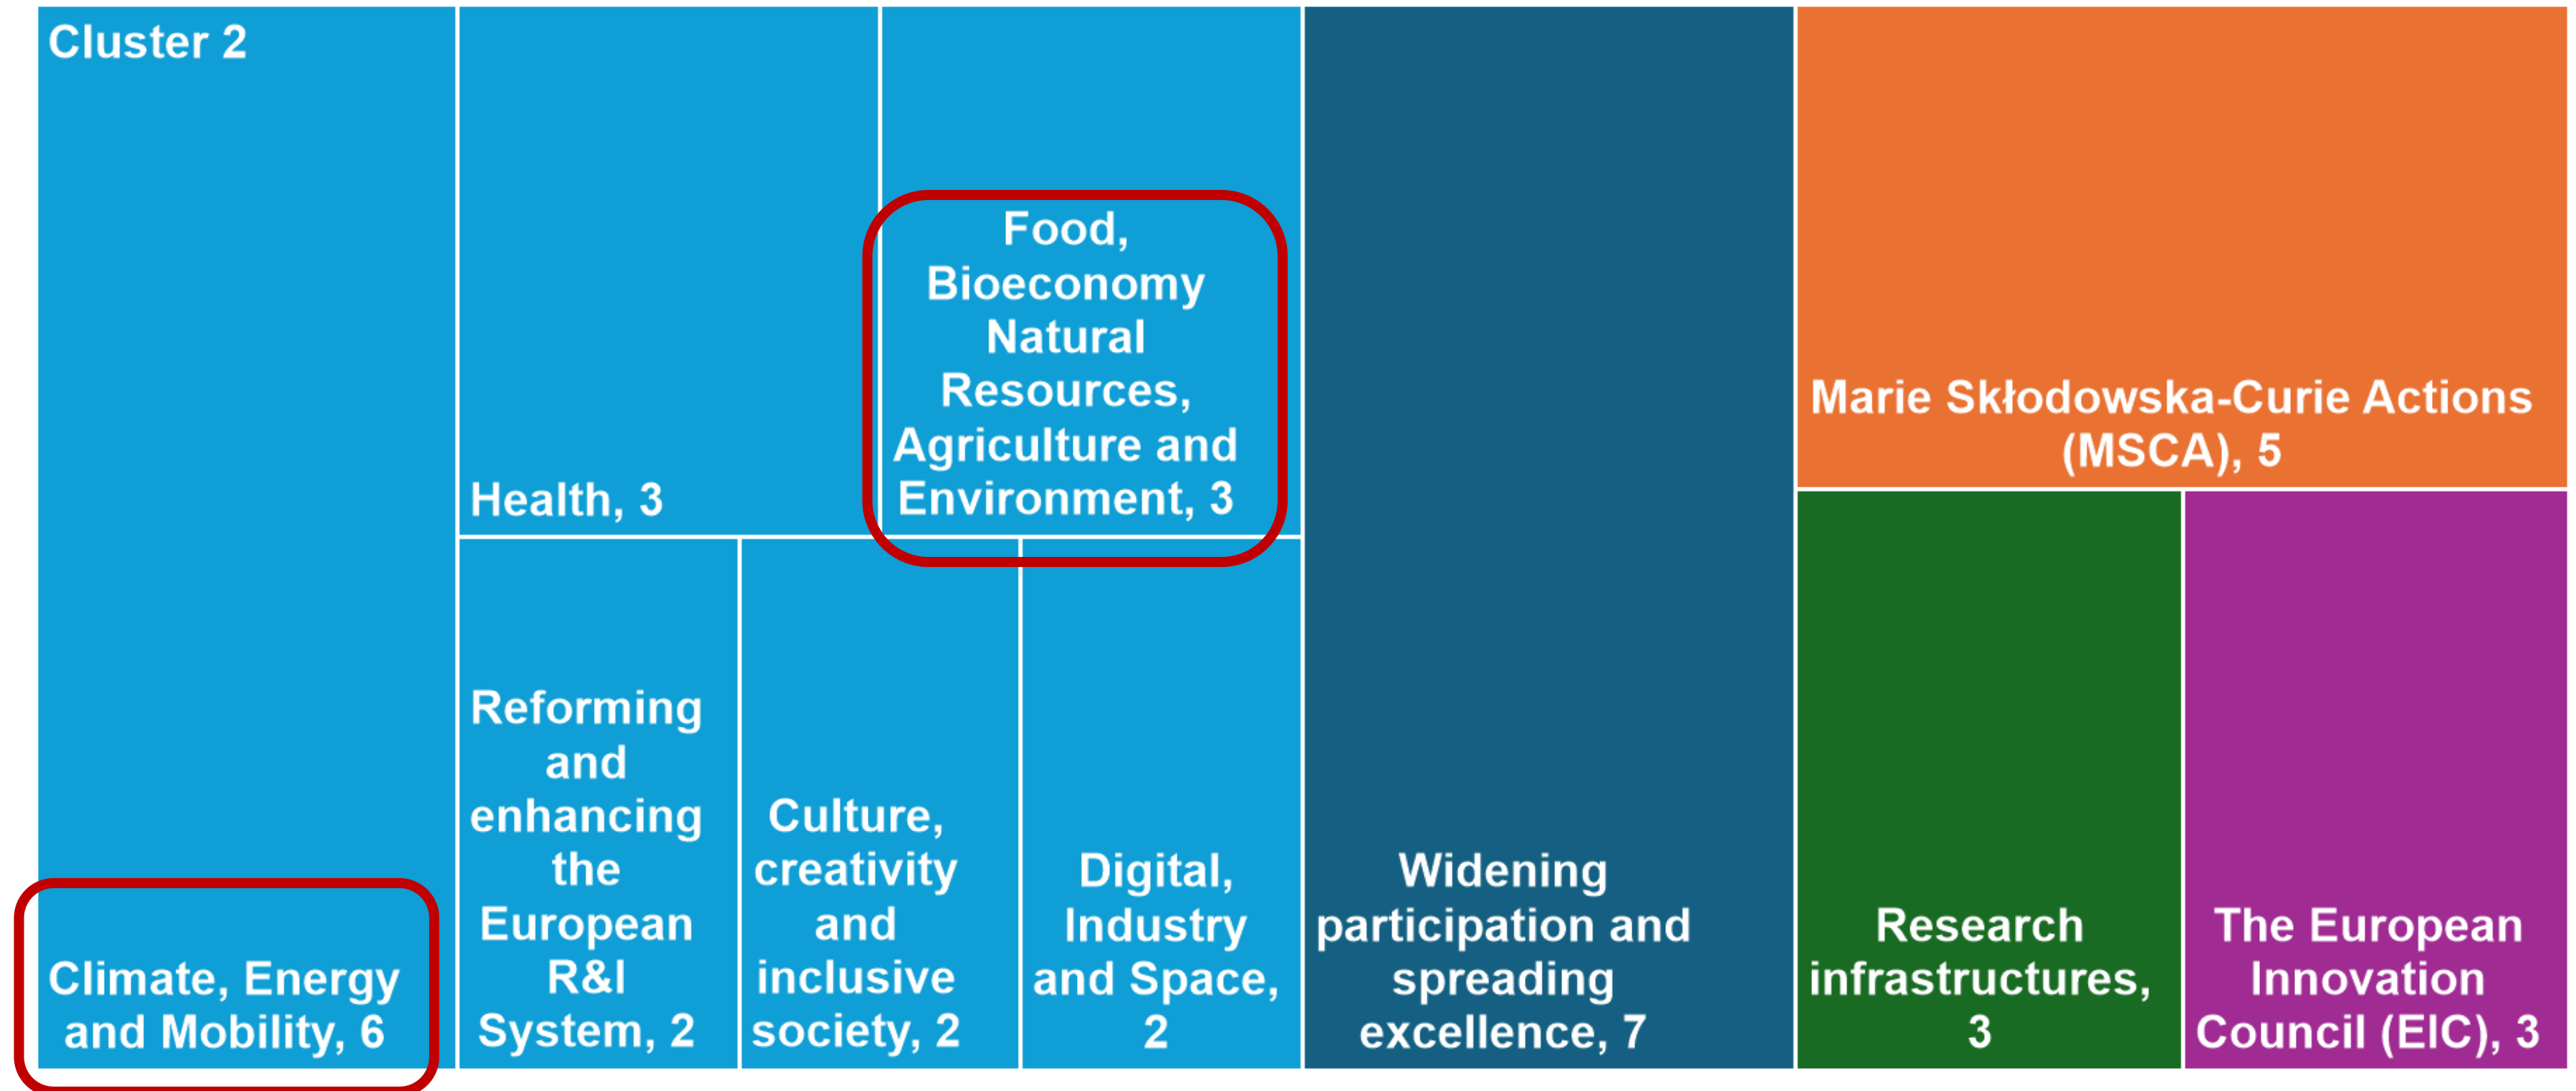 Cluster 2
Climate, Energy
and Mobility, 6
Health, 3
Food,
Bioeconomy
Natural
Resources,
Agriculture and
Environment, 3
Reforming
and
enhancing
the
European
R&I
System, 2
Culture,
creativity
and
inclusive
society, 2
Digital,
Industry
and Space,
2
Widening
participation and
spreading
excellence, 7
Marie Skłodowska-Curie Actions
(MSCA), 5
Research
infrastructures,
3
The European
Innovation
Council (EIC), 3